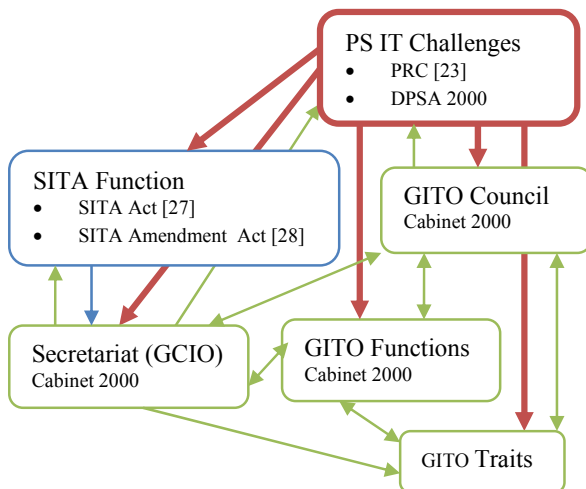 PS IT Challenges
• PRC [23]
• DPSA 2000
SITA Function
• SITA Act [27]
• SITA Amendment Act [28]
GITO Council
Cabinet 2000
Secretariat (GCIO)
Cabinet 2000
GITO Functions
Cabinet 2000
GITO Traits